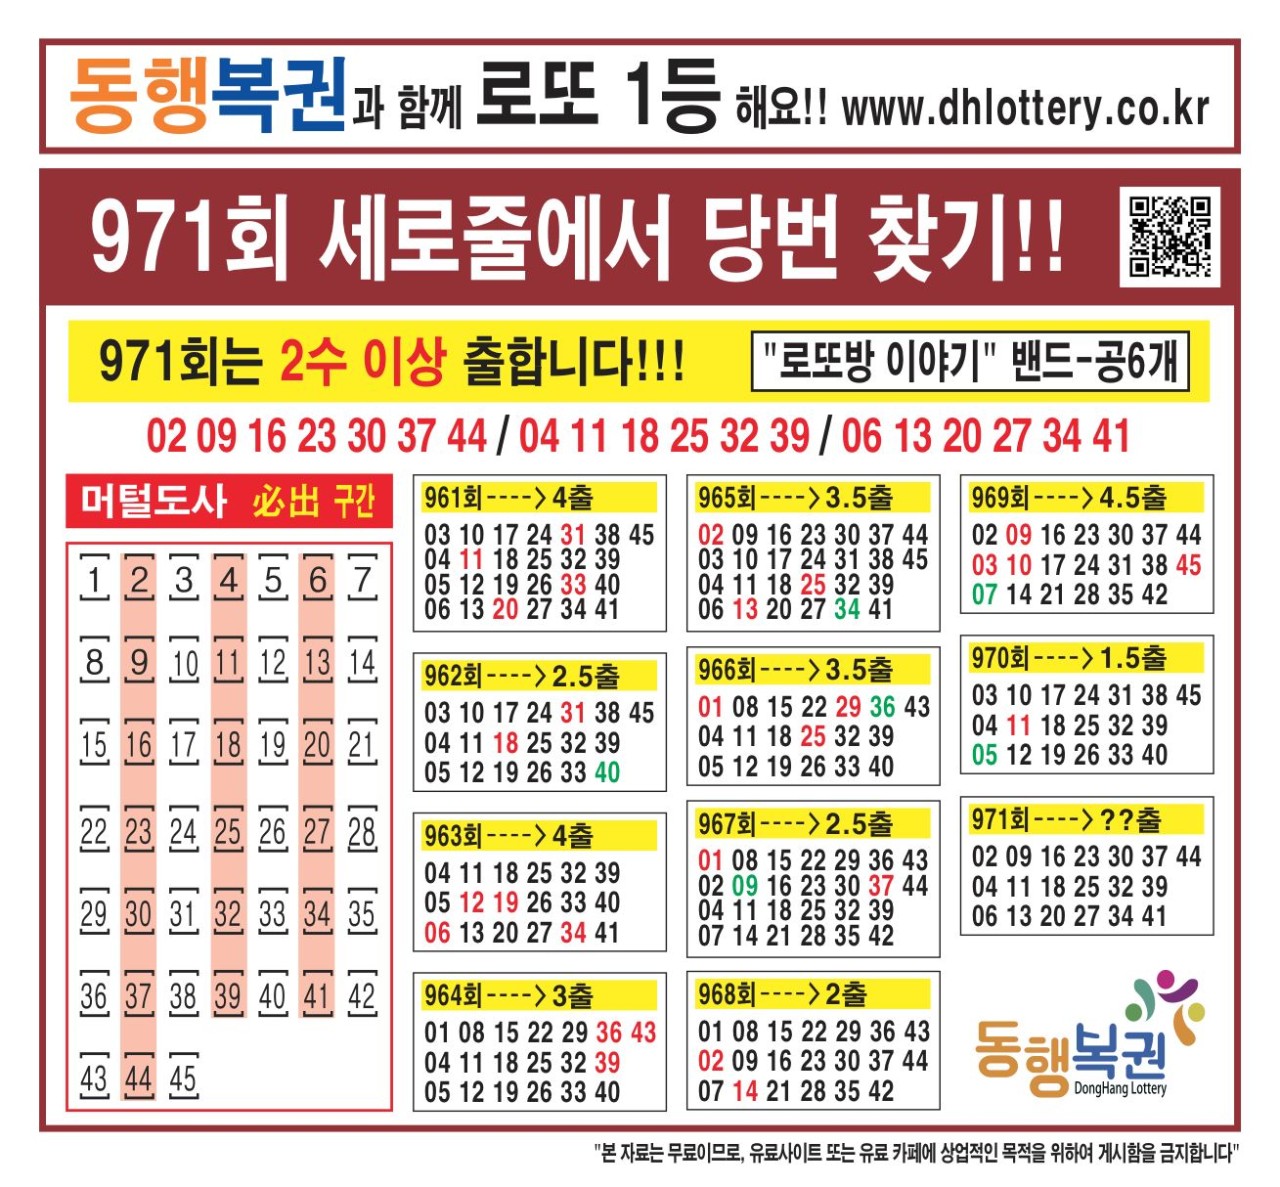 동행복권과 함께 로또 1등 해요!! www.dhlottery.co.kr
971회 세로줄에서 당번 찾기!!
971회는 2수 이상 출합니다!!!
"로또방 이야기" 밴드-공6개
02 09 16 23 30 37 44 / 04 11 18 25 32 39 / 06 13 20 27 34 41
머털도사 必出 구간
1 2 3 4 5 6 7
8 9 10 11 12 13 14
15 16 17 18 19 20 21
22 23 24 25 26 27 28
29 30 31 32 33 34 35
36 37 38 39 40 41 42
43 44 45
961회---->4출
03 10 17 24 31 38 45
04 11 18 25 32 39
05 12 19 26 33 40
06 13 20 27 34 41
962회---->2.5출
03 10 17 24 31 38 45
04 11 18 25 32 39
05 12 19 26 33 40
963회---->4출
04 11 18 25 32 39
05 12 19 26 33 40
06 13 20 27 34 41
964회---->3출
01 08 15 22 29 36 43
04 11 18 25 32 39
05 12 19 26 33 40
965회---->3.5출
02 09 16 23 30 37 44
03 10 17 24 31 38 45
04 11 18 25 32 39
06 13 20 27 34 41
966회---->3.5출
01 08 15 22 29 36 43
04 11 18 25 32 39
05 12 19 26 33 40
967회---->2.5출
01 08 15 22 29 36 43
02 09 16 23 30 37 44
04 11 18 25 32 39
07 14 21 28 35 42
968회---->2출
01 08 15 22 29 36 43
02 09 16 23 30 37 44
07 14 21 28 35 42
969회---->4.5출
02 09 16 23 30 37 44
03 10 17 24 31 38 45
07 14 21 28 35 42
970회---->1.5출
03 10 17 24 31 38 45
04 11 18 25 32 39
05 12 19 26 33 40
971회---->??출
02 09 16 23 30 37 44
04 11 18 25 32 39
06 13 20 27 34 41
동행복권
DongHang Lottery
"본 자료는 무료이므로, 유료사이트 또는 유료 카페에 상업적인 목적을 위하여 게시함을 금지합니다"